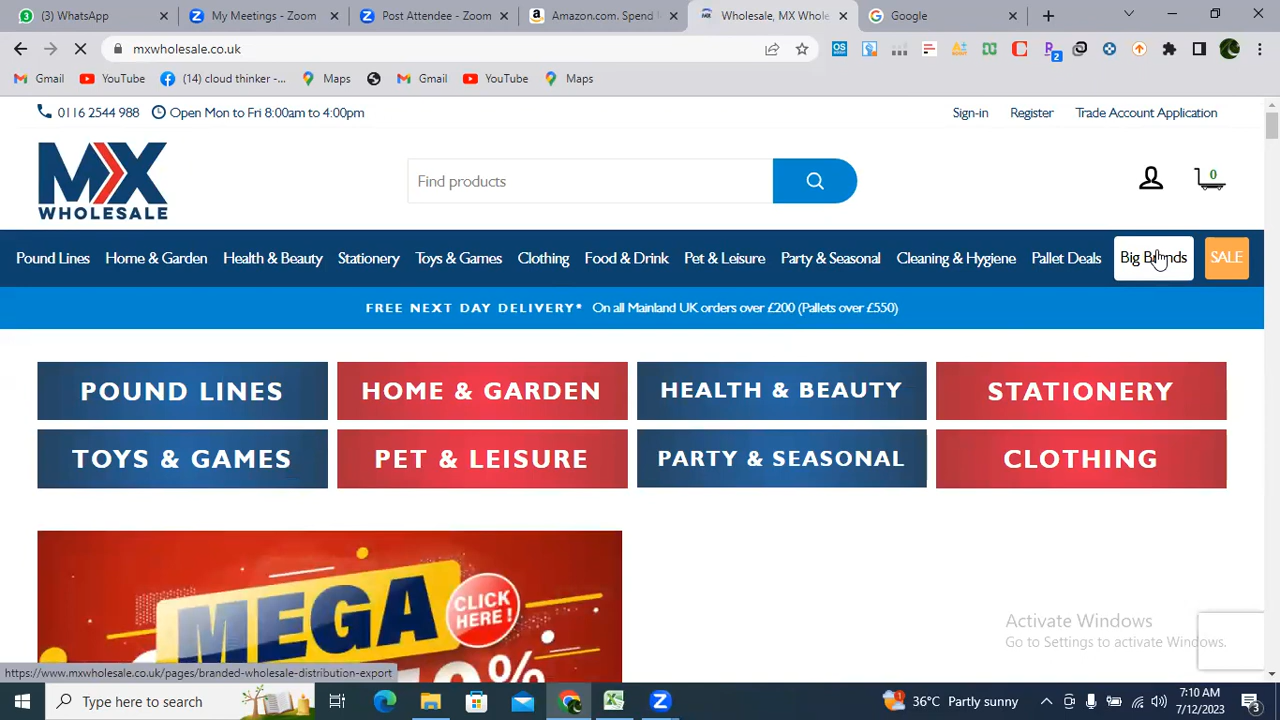 (3) WhatsApp
My Meetings - Zoom
Post Attendee - Zoom
Amazon.com. Spend
Wholesale, MX Whole
Google
mxwholesale.co.uk
Gmail
YouTube
(14) cloud thinker -...
Maps
Gmail
YouTube
Maps
0116 2544 988
Open Mon to Fri 8:00am to 4:00pm
Sign-in
Register
Trade Account Application
MX
WHOLESALE
Find products
0
Pound Lines
Home & Garden
Health & Beauty
Stationery
Toys & Games
Clothing
Food & Drink
Pet & Leisure
Party & Seasonal
Cleaning & Hygiene
Pallet Deals
Big Brands
SALE
FREE NEXT DAY DELIVERY* On all Mainland UK orders over £200 (Pallets over £550)
POUND LINES
HOME & GARDEN
HEALTH & BEAUTY
STATIONERY
TOYS & GAMES
PET & LEISURE
PARTY & SEASONAL
CLOTHING
MEGA
CLICK
HERE!
Activate Windows
Go to Settings to activate Windows.
https://www.mxwholesale.co.uk/pages/branded-wholesale-distribution-export
Type here to search
36°C Partly sunny
7:10 AM
7/12/2023